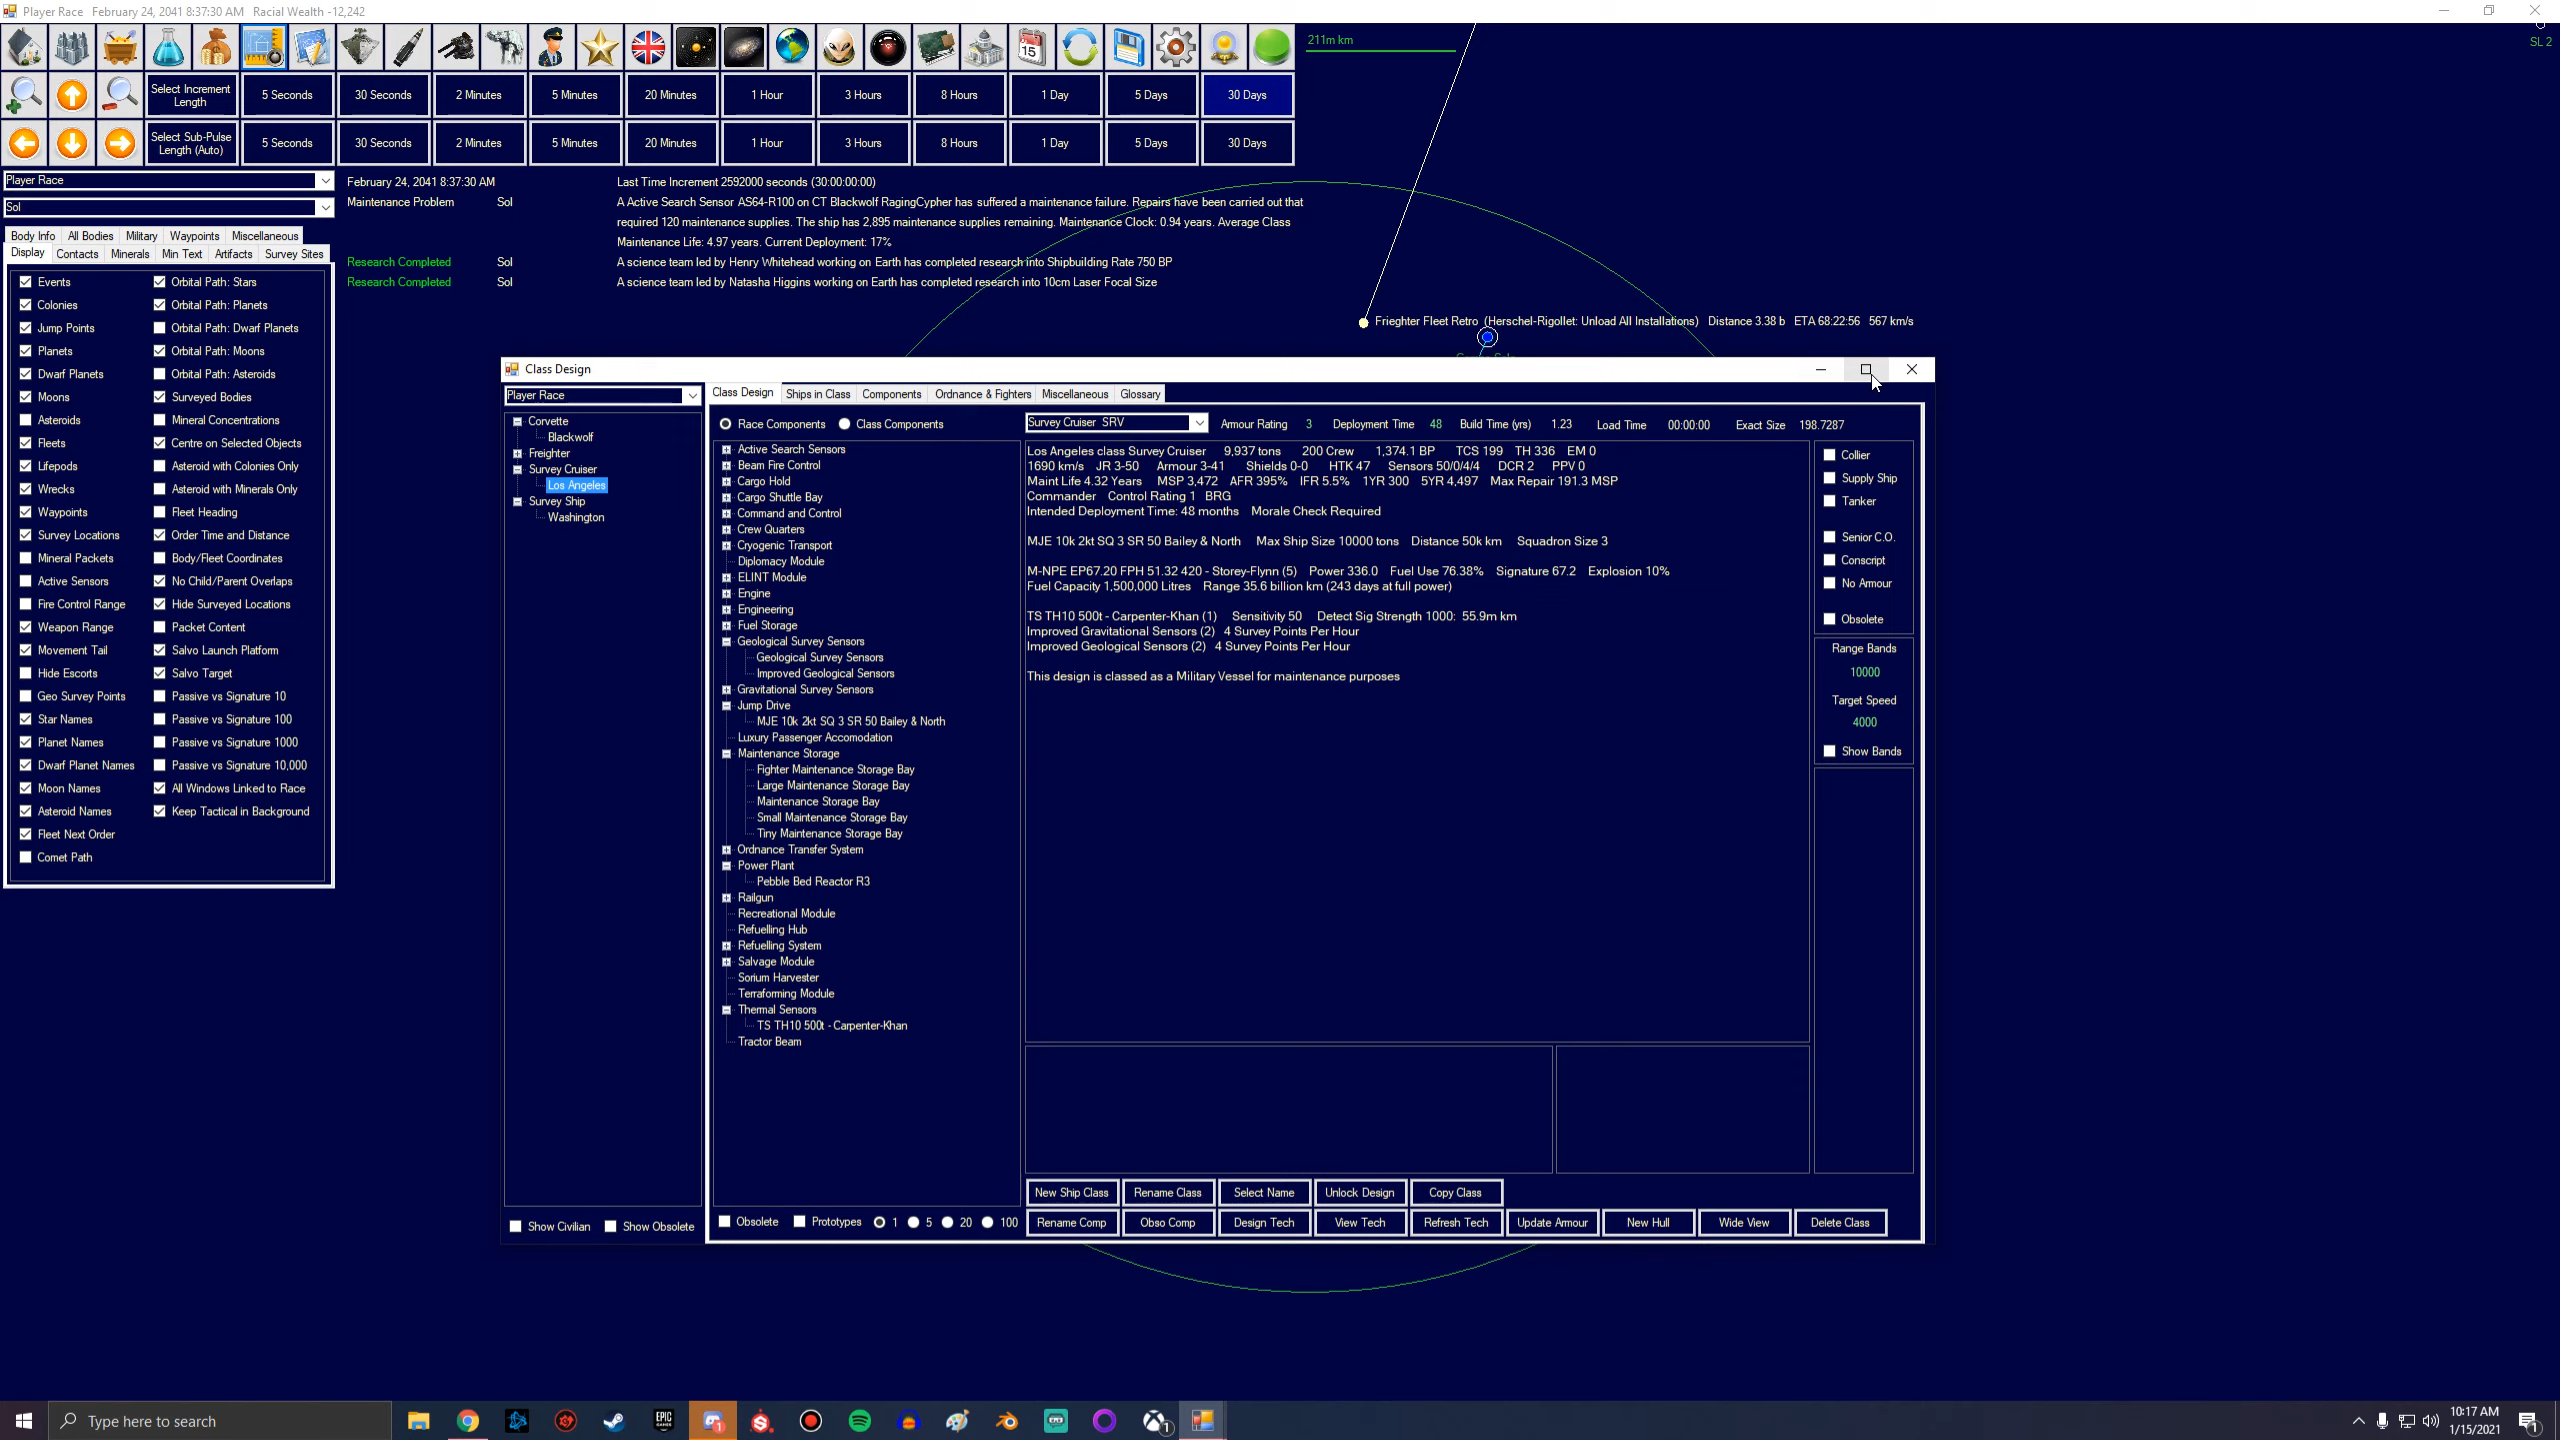 Player Race   February 24, 2041 8:37:30 AM   Racial Wealth -12,242
211m km
SL 2
Select Increment Length   5 Seconds   30 Seconds   2 Minutes   5 Minutes   20 Minutes   1 Hour   3 Hours   8 Hours   1 Day   5 Days   30 Days
Select Sub-Pulse Length (Auto)   5 Seconds   30 Seconds   2 Minutes   5 Minutes   20 Minutes   1 Hour   3 Hours   8 Hours   1 Day   5 Days   30 Days
Player Race
Sol
Body Info   All Bodies   Military   Waypoints   Miscellaneous
Display   Contacts   Minerals   Min Text   Artifacts   Survey Sites
Events   Orbital Path: Stars
Colonies   Orbital Path: Planets
Jump Points   Orbital Path: Dwarf Planets
Planets   Orbital Path: Moons
Dwarf Planets   Orbital Path: Asteroids
Moons   Surveyed Bodies
Asteroids   Mineral Concentrations
Fleets   Centre on Selected Objects
Lifepods   Asteroid with Colonies Only
Wrecks   Asteroid with Minerals Only
Waypoints   Fleet Heading
Survey Locations   Order Time and Distance
Mineral Packets   Body/Fleet Coordinates
Active Sensors   No Child/Parent Overlaps
Fire Control Range   Hide Surveyed Locations
Weapon Range   Packet Content
Movement Tail   Salvo Launch Platform
Hide Escorts   Salvo Target
Geo Survey Points   Passive vs Signature 10
Star Names   Passive vs Signature 100
Planet Names   Passive vs Signature 1000
Dwarf Planet Names   Passive vs Signature 10,000
Moon Names   All Windows Linked to Race
Asteroid Names   Keep Tactical in Background
Fleet Next Order
Comet Path
February 24, 2041 8:37:30 AM   Last Time Increment 2592000 seconds (30:00:00:00)
Maintenance Problem   Sol   A Active Search Sensor AS64-R100 on CT Blackwolf RagingCypher has suffered a maintenance failure. Repairs have been carried out that
required 120 maintenance supplies. The ship has 2,895 maintenance supplies remaining. Maintenance Clock: 0.94 years. Average Class
Maintenance Life: 4.97 years. Current Deployment: 17%
Research Completed   Sol   A science team led by Henry Whitehead working on Earth has completed research into Shipbuilding Rate 750 BP
Research Completed   Sol   A science team led by Natasha Higgins working on Earth has completed research into 10cm Laser Focal Size
Frieghter Fleet Retro  (Herschel-Rigollet: Unload All Installations)   Distance 3.38 b   ETA 68:22:56   567 km/s
Class Design
Player Race
Corvette
Blackwolf
Freighter
Survey Cruiser
Los Angeles
Survey Ship
Washington
Show Civilian   Show Obsolete
Class Design   Ships in Class   Components   Ordnance & Fighters   Miscellaneous   Glossary
Race Components   Class Components
Active Search Sensors
Beam Fire Control
Cargo Hold
Cargo Shuttle Bay
Command and Control
Crew Quarters
Cryogenic Transport
Diplomacy Module
ELINT Module
Engine
Engineering
Fuel Storage
Geological Survey Sensors
Geological Survey Sensors
Improved Geological Sensors
Gravitational Survey Sensors
Jump Drive
MJE 10k 2kt SQ 3 SR 50 Bailey & North
Luxury Passenger Accomodation
Maintenance Storage
Fighter Maintenance Storage Bay
Large Maintenance Storage Bay
Maintenance Storage Bay
Small Maintenance Storage Bay
Tiny Maintenance Storage Bay
Ordnance Transfer System
Power Plant
Pebble Bed Reactor R3
Railgun
Recreational Module
Refuelling Hub
Refuelling System
Salvage Module
Sorium Harvester
Terraforming Module
Thermal Sensors
TS TH10 500t - Carpenter-Khan
Tractor Beam
Obsolete   Prototypes   1   5   20   100
Survey Cruiser  SRV   Armour Rating   3   Deployment Time   48   Build Time (yrs)   1.23   Load Time   00:00:00   Exact Size   198.7287
Los Angeles class Survey Cruiser   9,937 tons   200 Crew   1,374.1 BP   TCS 199   TH 336   EM 0
1690 km/s   JR 3-50   Armour 3-41   Shields 0-0   HTK 47   Sensors 50/0/4/4   DCR 2   PPV 0
Maint Life 4.32 Years   MSP 3,472   AFR 395%   IFR 5.5%   1YR 300   5YR 4,497   Max Repair 191.3 MSP
Commander   Control Rating 1   BRG
Intended Deployment Time: 48 months   Morale Check Required
MJE 10k 2kt SQ 3 SR 50 Bailey & North   Max Ship Size 10000 tons   Distance 50k km   Squadron Size 3
M-NPE EP67.20 FPH 51.32 420 - Storey-Flynn (5)   Power 336.0   Fuel Use 76.38%   Signature 67.2   Explosion 10%
Fuel Capacity 1,500,000 Litres   Range 35.6 billion km (243 days at full power)
TS TH10 500t - Carpenter-Khan (1)   Sensitivity 50   Detect Sig Strength 1000:  55.9m km
Improved Gravitational Sensors (2)   4 Survey Points Per Hour
Improved Geological Sensors (2)   4 Survey Points Per Hour
This design is classed as a Military Vessel for maintenance purposes
Collier
Supply Ship
Tanker
Senior C.O.
Conscript
No Armour
Obsolete
Range Bands
10000
Target Speed
4000
Show Bands
New Ship Class   Rename Class   Select Name   Unlock Design   Copy Class
Rename Comp   Obso Comp   Design Tech   View Tech   Refresh Tech   Update Armour   New Hull   Wide View   Delete Class
Type here to search
10:17 AM
1/15/2021